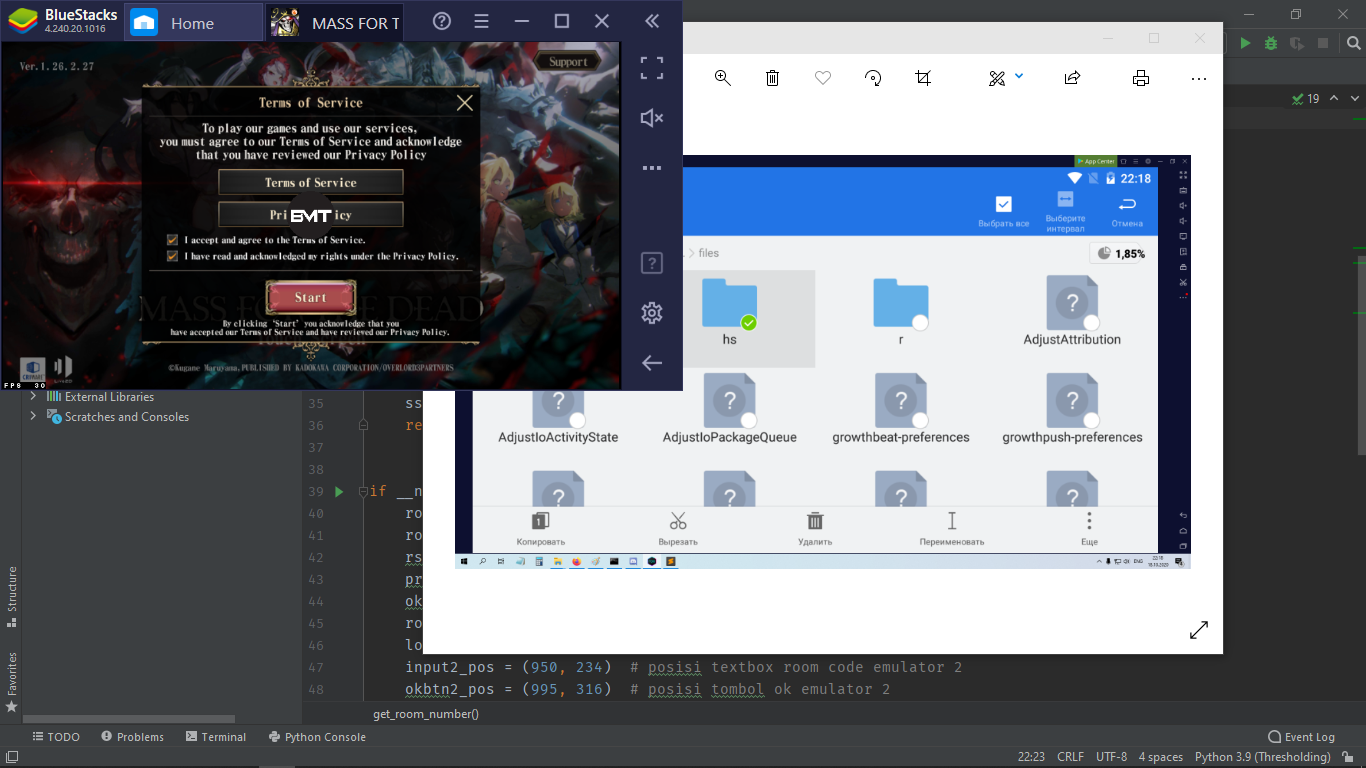 BlueStacks
4.240.20.1016
Home
MASS FOR T
Ver.1.26.2.27
Support
Terms of Service
To play our games and use our services,
you must agree to our Terms of Service and acknowledge
that you have reviewed our Privacy Policy
Terms of Service
EMT
I accept and agree to the Terms of Service.
I have read and acknowledged my rights under the Privacy Policy.
Start
By clicking 'Start' you acknowledge that you
have accepted our Terms of Service and have reviewed our Privacy Policy.
©Kugane Maruyama,PUBLISHED BY KADOKAWA CORPORATION/OVERLORD3PARTNERS
CRIWARE
FPS 30
19
App Center
22:18
Выбрать все
Выберите интервал
Отмена
files
1,85%
hs
r
AdjustAttribution
AdjustIoActivityState
AdjustIoPackageQueue
growthbeat-preferences
growthpush-preferences
1
Копировать
Вырезать
Удалить
Переименовать
Еще
ENG
22:18
External Libraries
Scratches and Consoles
35 ss
36 re
37
38
39 if __n
40 ro
41 ro
42 rs
43 pr
44 ok
45 ro
46 lo
47 input2_pos = (950, 234) # posisi textbox room code emulator 2
48 okbtn2_pos = (995, 316) # posisi tombol ok emulator 2
Structure
Favorites
get_room_number()
TODO
Problems
Terminal
Python Console
Event Log
22:23 CRLF UTF-8 4 spaces Python 3.9 (Thresholding)